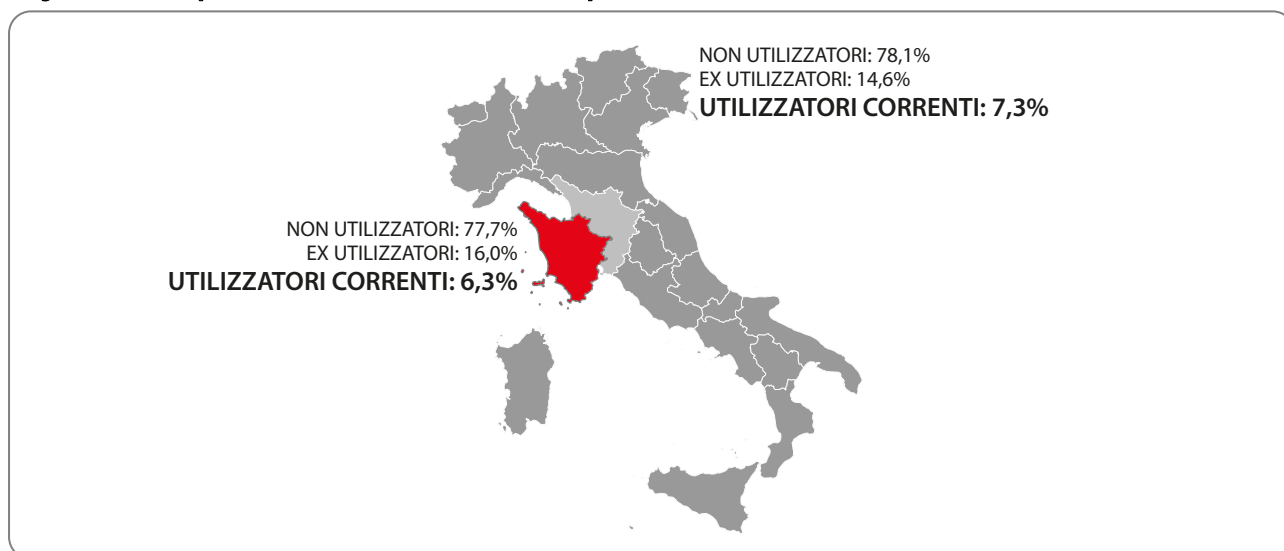 NON UTILIZZATORI: 78,1%
EX UTILIZZATORI: 14,6%
UTILIZZATORI CORRENTI: 7,3%
NON UTILIZZATORI: 77,7%
EX UTILIZZATORI: 16,0%
UTILIZZATORI CORRENTI: 6,3%